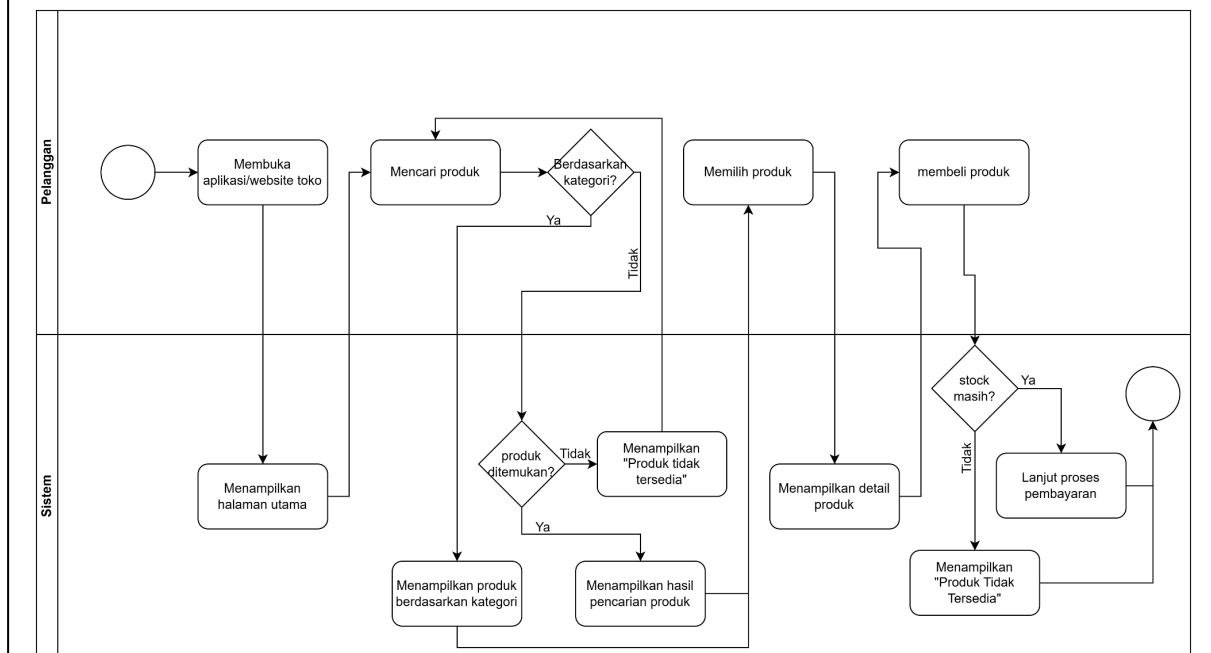 Pelanggan
Membuka
aplikasi/website toko
Mencari produk
Berdasarkan
kategori?
Ya
Tidak
Memilih produk
membeli produk
Sistem
Menampilkan
halaman utama
produk
ditemukan?
Tidak
Ya
Menampilkan
"Produk tidak
tersedia"
Menampilkan produk
berdasarkan kategori
Menampilkan hasil
pencarian produk
Menampilkan detail
produk
stock
masih?
Ya
Tidak
Lanjut proses
pembayaran
Menampilkan
"Produk Tidak
Tersedia"